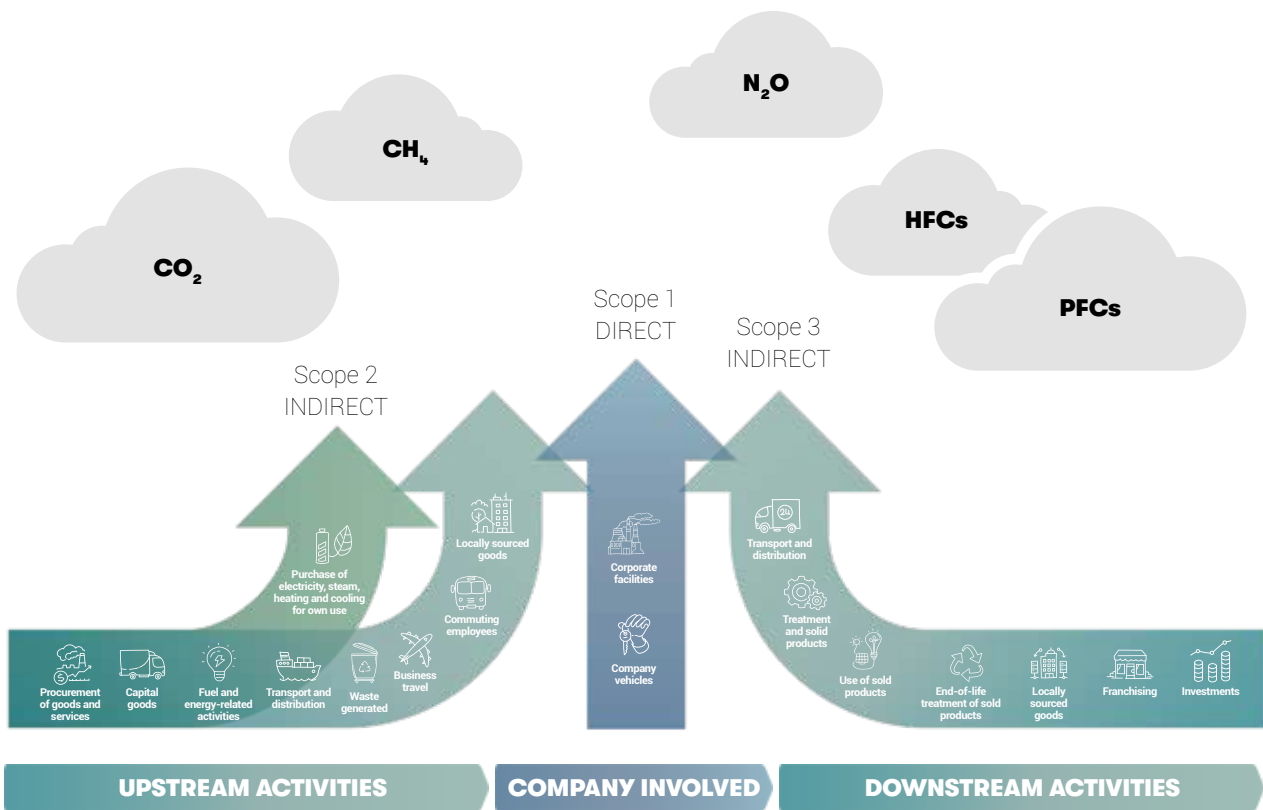 N₂O
CH₄
HFCs
CO₂
PFCs
Scope 1
DIRECT
Scope 3
INDIRECT
Scope 2
INDIRECT
24
Locally sourced
goods
Transport and
distribution
Corporate
facilities
Purchase of
electricity, steam,
heating and cooling
for own use
Commuting
employees
Treatment
and solid
products
Company
vehicles
Procurement
of goods and
services
Capital
goods
Fuel and
energy-related
activities
Transport and
distribution
Waste
generated
Business
travel
Use of sold
products
End-of-life
treatment of sold
products
Locally
sourced
goods
Franchising
Investments
UPSTREAM ACTIVITIES
COMPANY INVOLVED
DOWNSTREAM ACTIVITIES